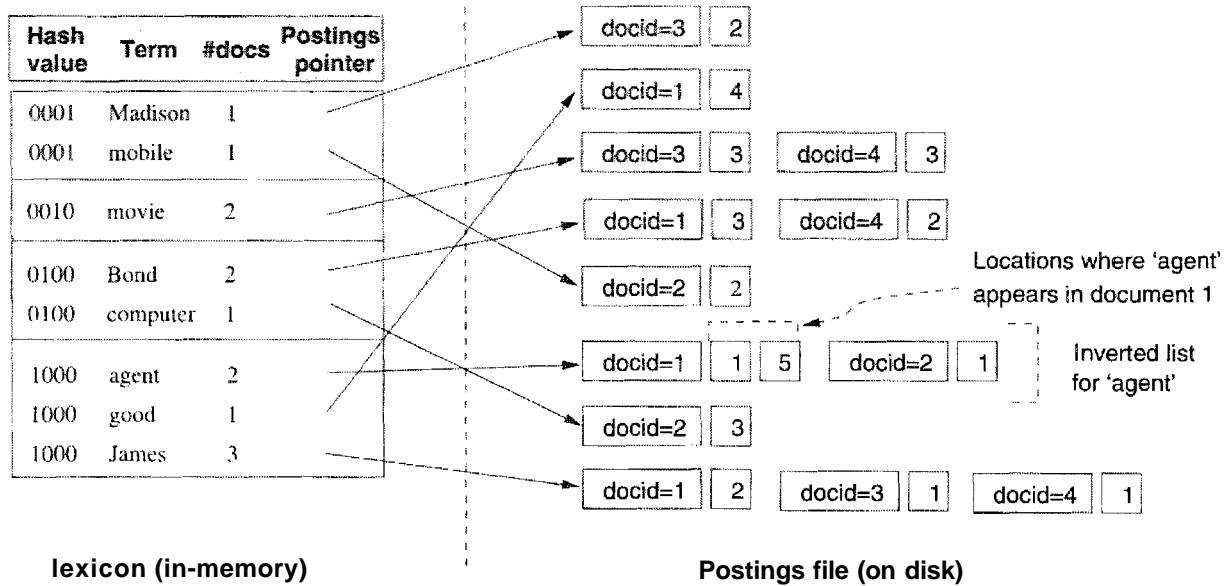 Hash value Term #docs Postings pointer
0001 Madison 1
0001 mobile 1
0010 movie 2
0100 Bond 2
0100 computer 1
1000 agent 2
1000 good 1
1000 James 3
lexicon (in-memory)
docid=3 2
docid=1 4
docid=3 3 docid=4 3
docid=1 3 docid=4 2
docid=2 2
docid=1 1 5 docid=2 1
docid=2 3
docid=1 2 docid=3 1 docid=4 1
Locations where 'agent'
appears in document 1
Inverted list
for 'agent'
Postings file (on disk)